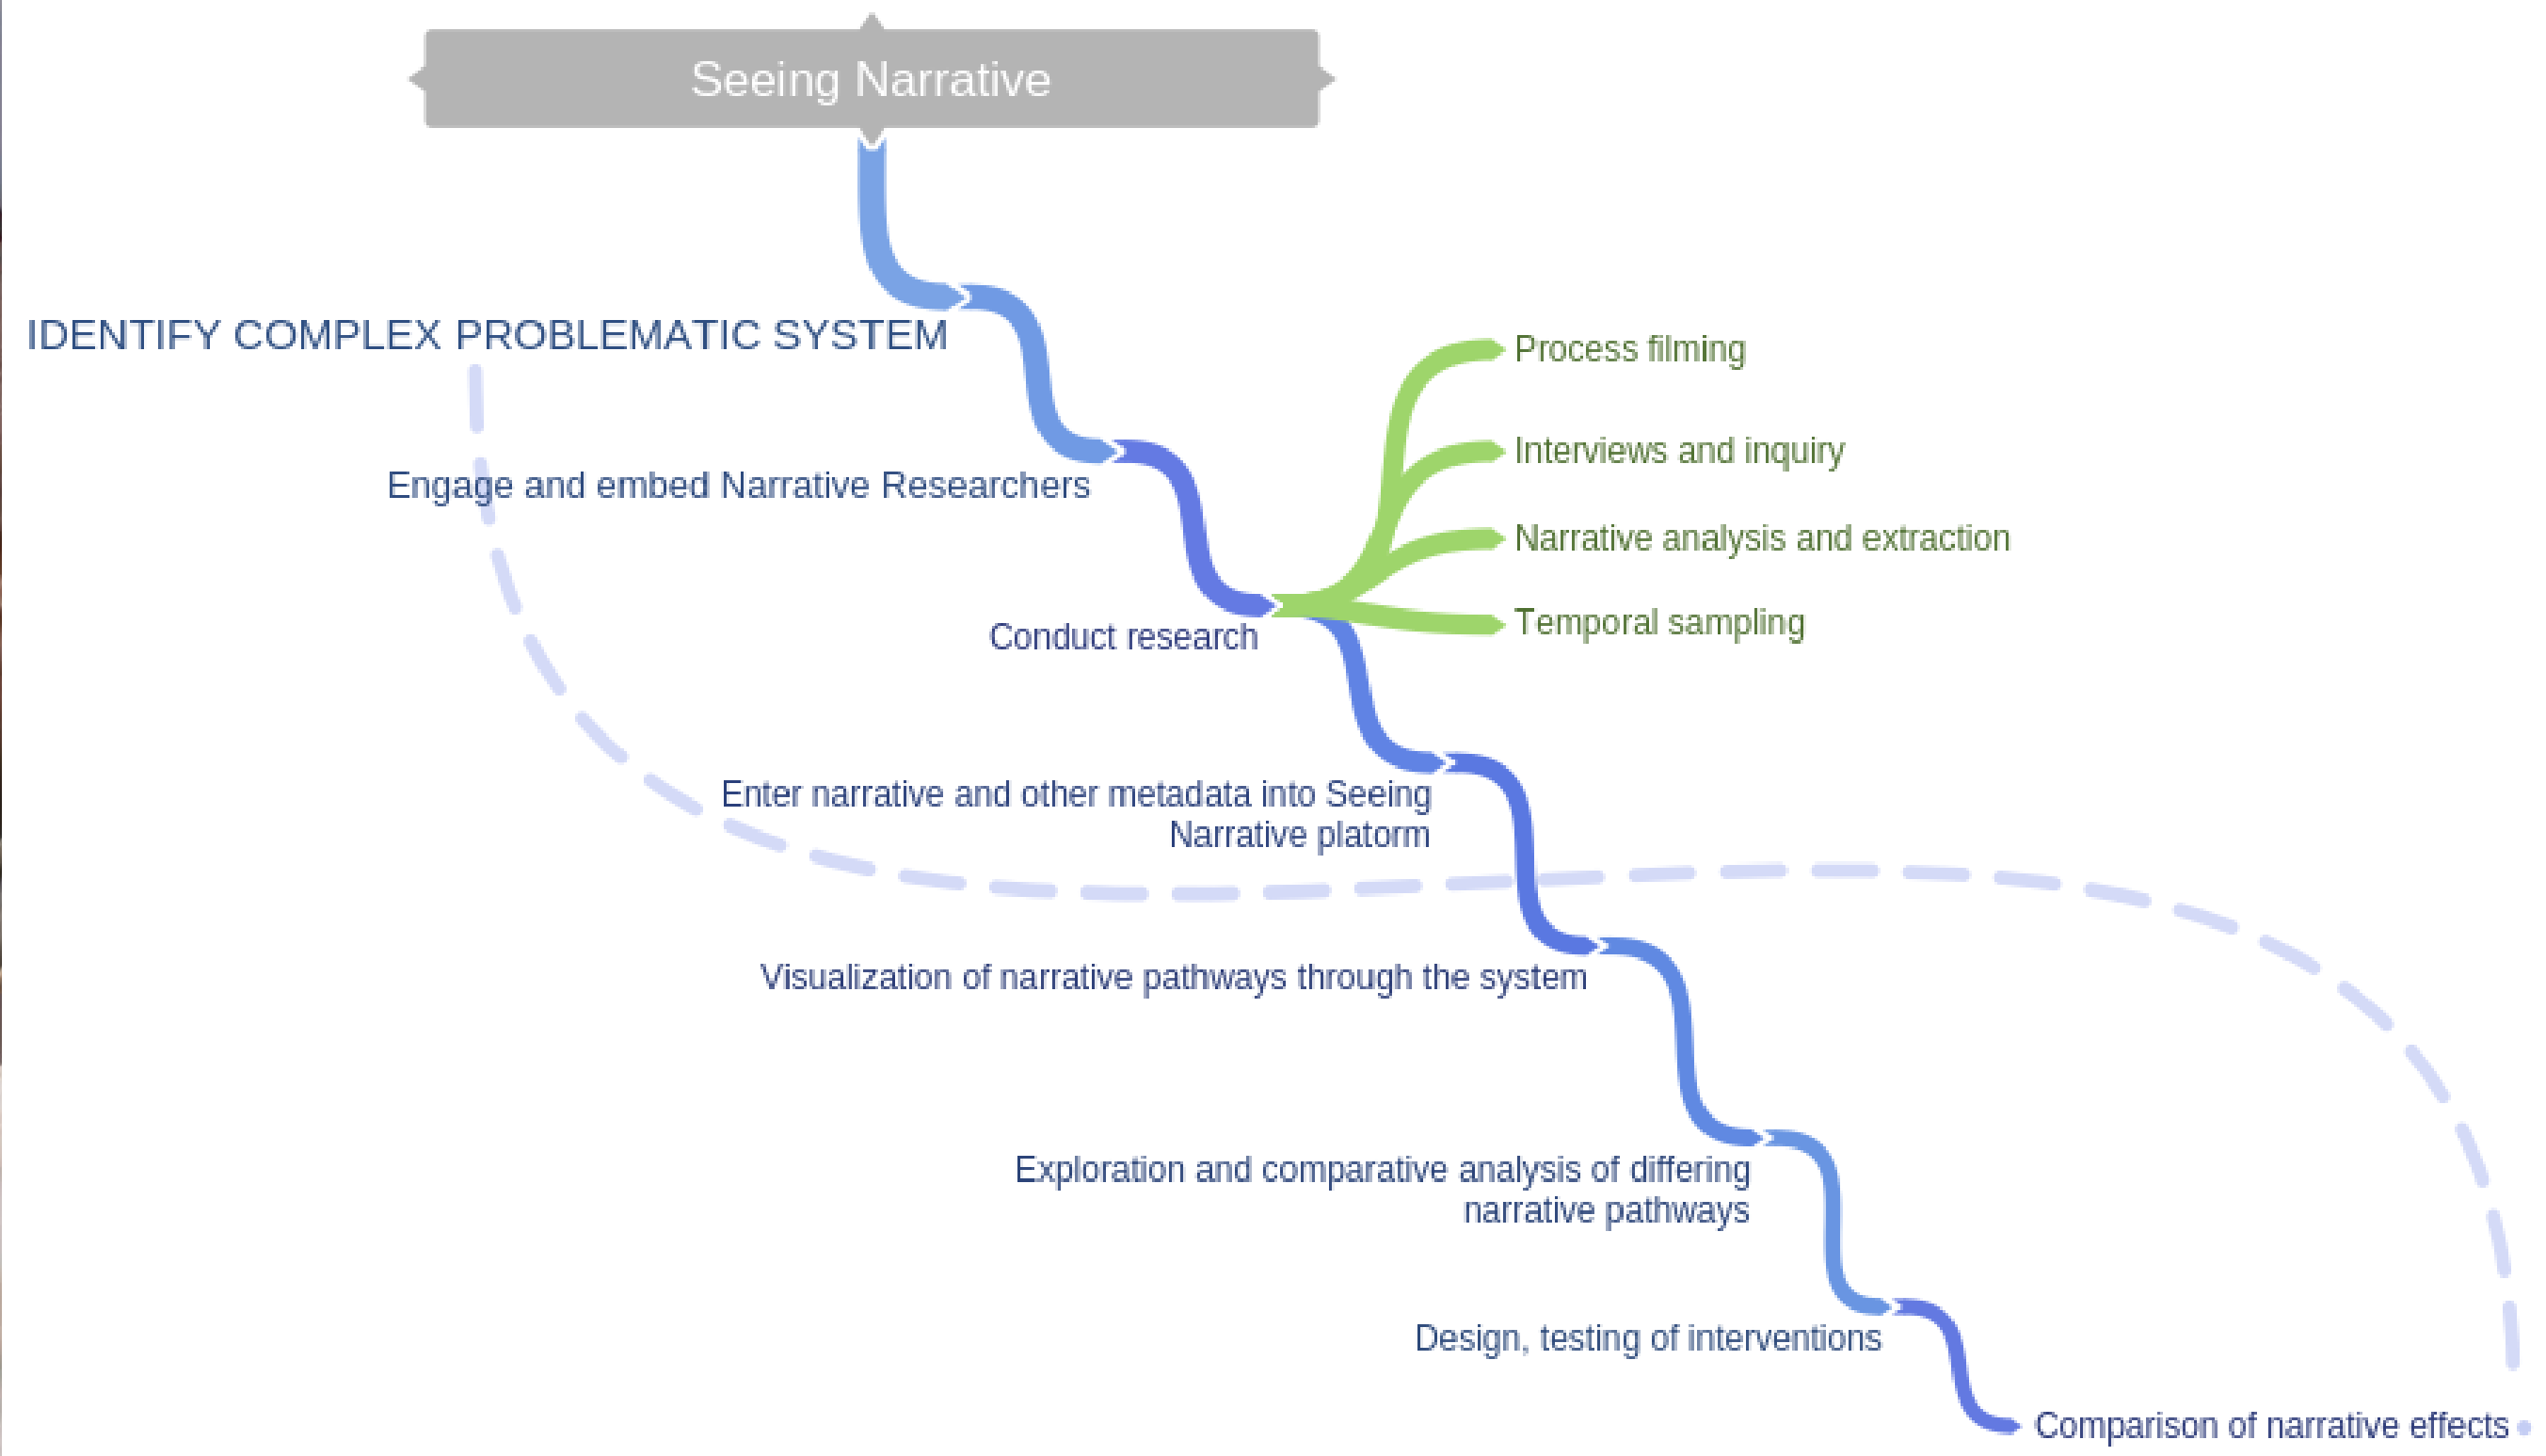 Seeing Narrative
IDENTIFY COMPLEX PROBLEMATIC SYSTEM
Engage and embed Narrative Researchers
Conduct research
Process filming
Interviews and inquiry
Narrative analysis and extraction
Temporal sampling
Enter narrative and other metadata into Seeing
Narrative platorm
Visualization of narrative pathways through the system
Exploration and comparative analysis of differing
narrative pathways
Design, testing of interventions
Comparison of narrative effects